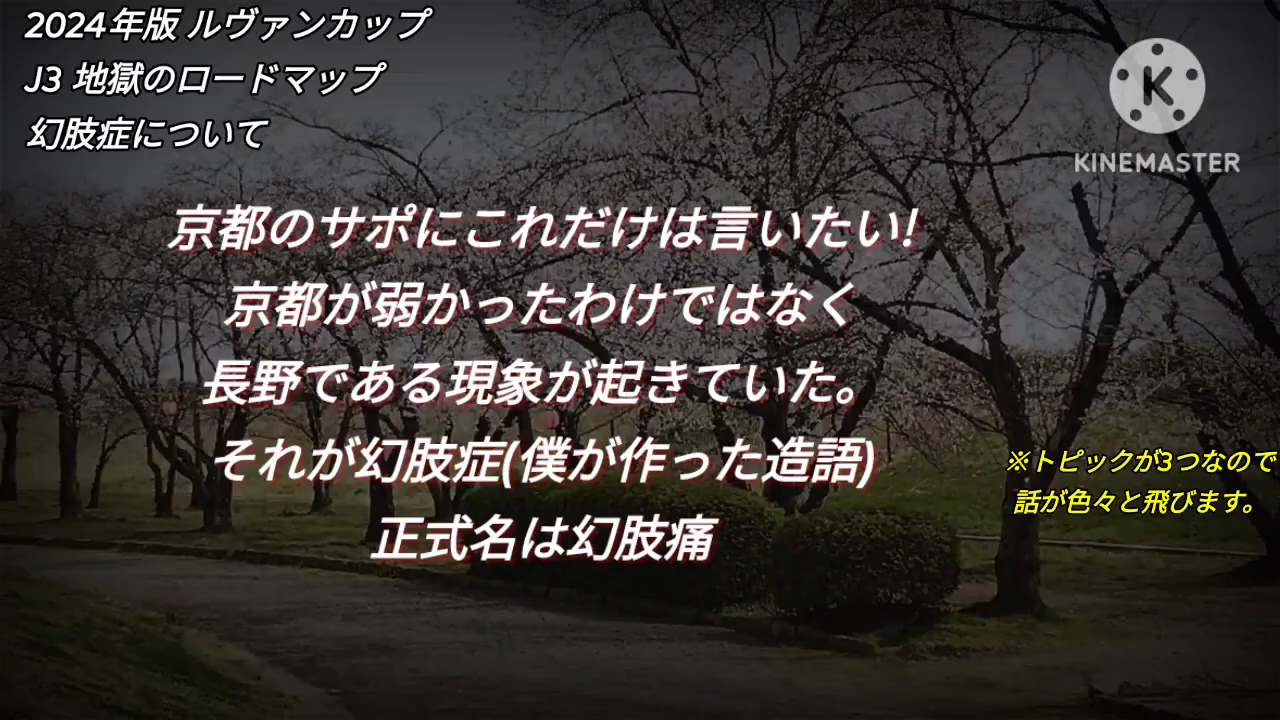 2024年版 ルヴァンカップ
J3 地獄のロードマップ
幻肢症について
KINEMASTER
京都のサポにこれだけは言いたい!
京都が弱かったわけではなく
長野である現象が起きていた。
それが幻肢症(僕が作った造語)
正式名は幻肢痛
※トピックが3つなので
話が色々と飛びます。